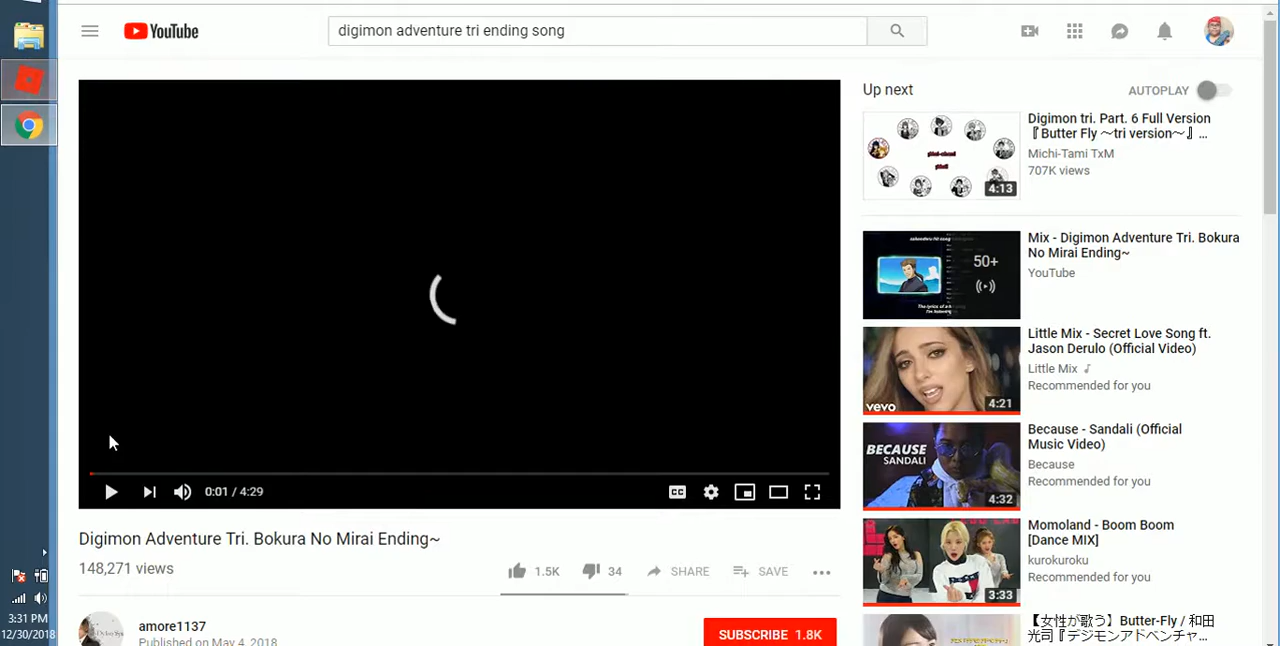 YouTube
digimon adventure tri ending song
Up next
AUTOPLAY
Digimon tri. Part. 6 Full Version
『Butter Fly ～tri version～』 ...
Michi-Tami TxM
707K views
4:13
Mix - Digimon Adventure Tri. Bokura
No Mirai Ending~
YouTube
50+
Little Mix - Secret Love Song ft.
Jason Derulo (Official Video)
Little Mix ♪
Recommended for you
vevo
4:21
Because - Sandali (Official
Music Video)
Because
Recommended for you
BECAUSE
SANDALI
4:32
Momoland - Boom Boom
[Dance MIX]
kurokuroku
Recommended for you
3:33
【女性が歌う】Butter-Fly / 和田
光司『デジモンアドベンチャ...
0:01 / 4:29
CC
Digimon Adventure Tri. Bokura No Mirai Ending~
148,271 views
1.5K
34
SHARE
SAVE
amore1137
Published on May 4, 2018
SUBSCRIBE 1.8K
3:31 PM
12/30/2018